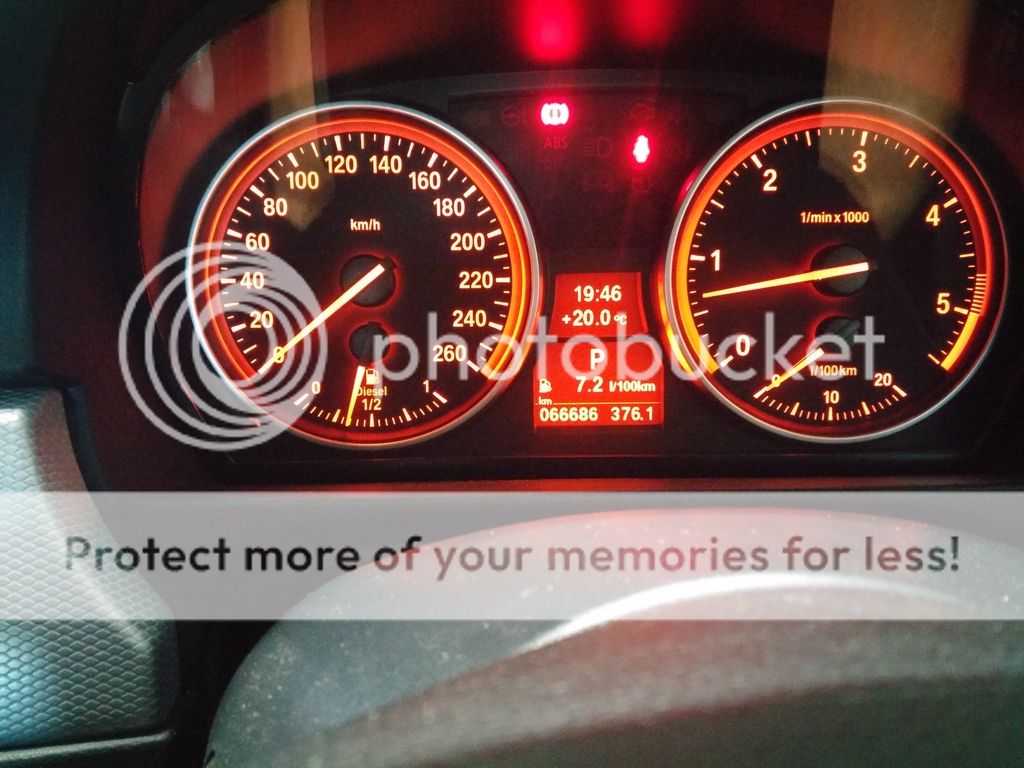 ABS
120 140
100 160
80 180
60 200
40 220
20 240
0 260
km/h
0 1
Diesel
1/2
19:46
+20.0 °C
P
7.2 l/100km
km
066686 376.1
3
2 4
1 5
0
1/min x 1000
l/100 km
0 10 20
photobucket
Protect more of your memories for less!